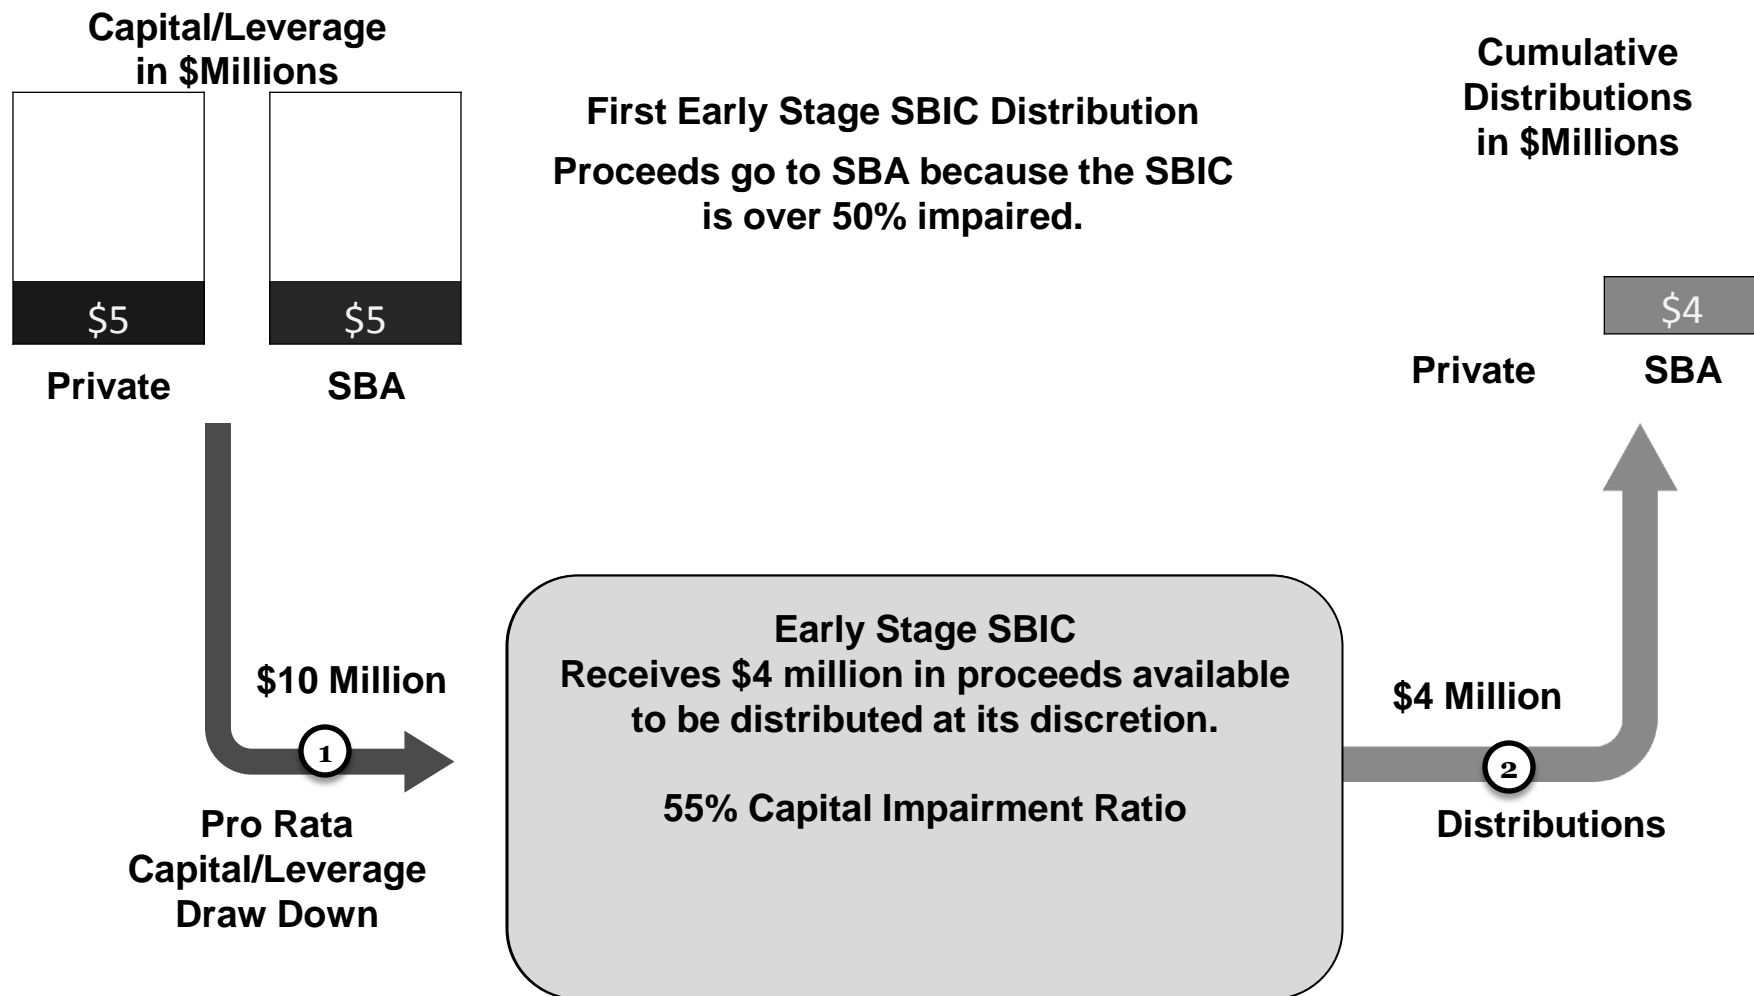 Capital/Leverage
in $Millions
$5
$5
Private
SBA
First Early Stage SBIC Distribution
Proceeds go to SBA because the SBIC
is over 50% impaired.
Cumulative
Distributions
in $Millions
$4
Private
SBA
$10 Million
1
Pro Rata
Capital/Leverage
Draw Down
Early Stage SBIC
Receives $4 million in proceeds available
to be distributed at its discretion.
55% Capital Impairment Ratio
$4 Million
2
Distributions